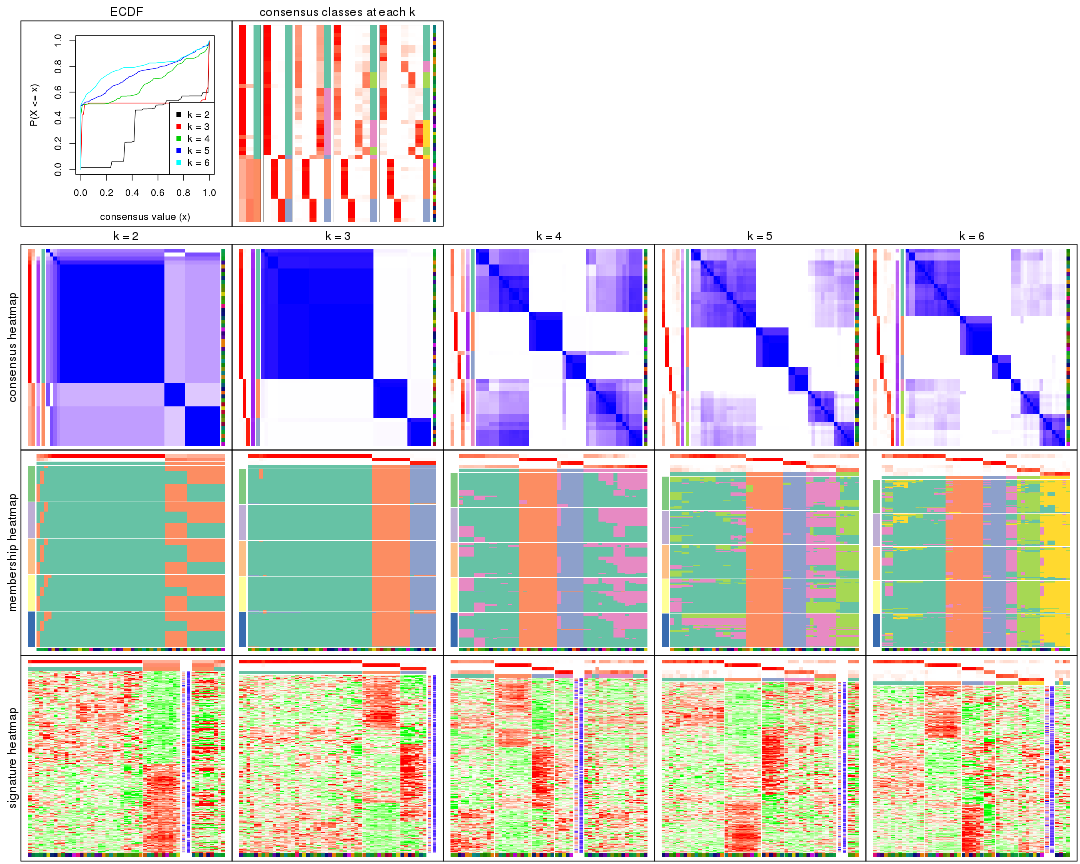 ECDF
consensus classes at each k
P(X <= x)
0.0 0.2 0.4 0.6 0.8 1.0
k = 2
k = 3
k = 4
k = 5
k = 6
0.0 0.2 0.4 0.6 0.8 1.0
consensus value (x)
k = 2
k = 3
k = 4
k = 5
k = 6
consensus heatmap
membership heatmap
signature heatmap